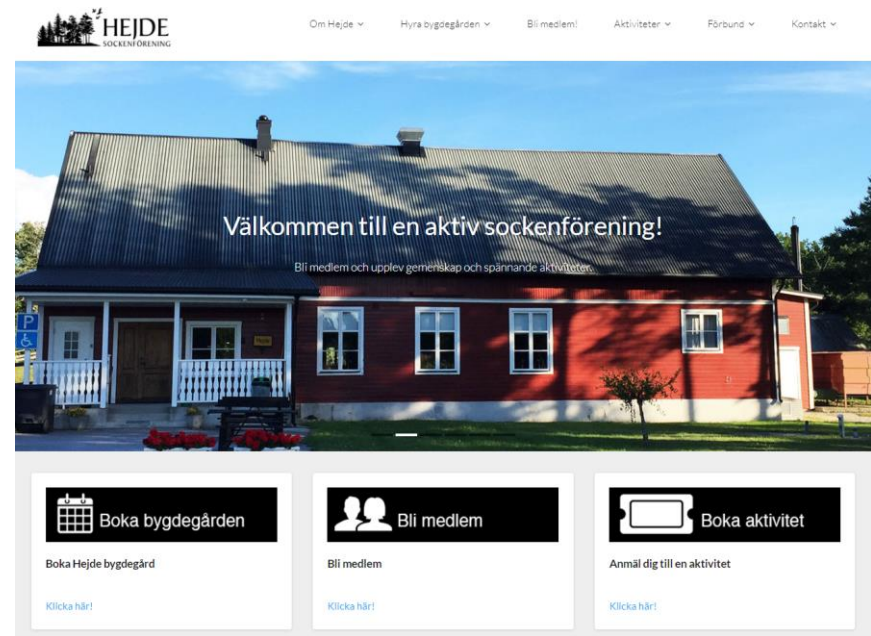 HEJDE
SOCKENFÖRENING
Om Hejde
Hyra bygdegården
Bli medlem!
Aktiviteter
Förbund
Kontakt
Välkommen till en aktiv sockenförening!
Bli medlem och upplev gemenskap och spännande aktiviteter.
P
Boka bygdegården
Bli medlem
Boka aktivitet
Boka Hejde bygdegård
Bli medlem
Anmäl dig till en aktivitet
Klicka här!
Klicka här!
Klicka här!